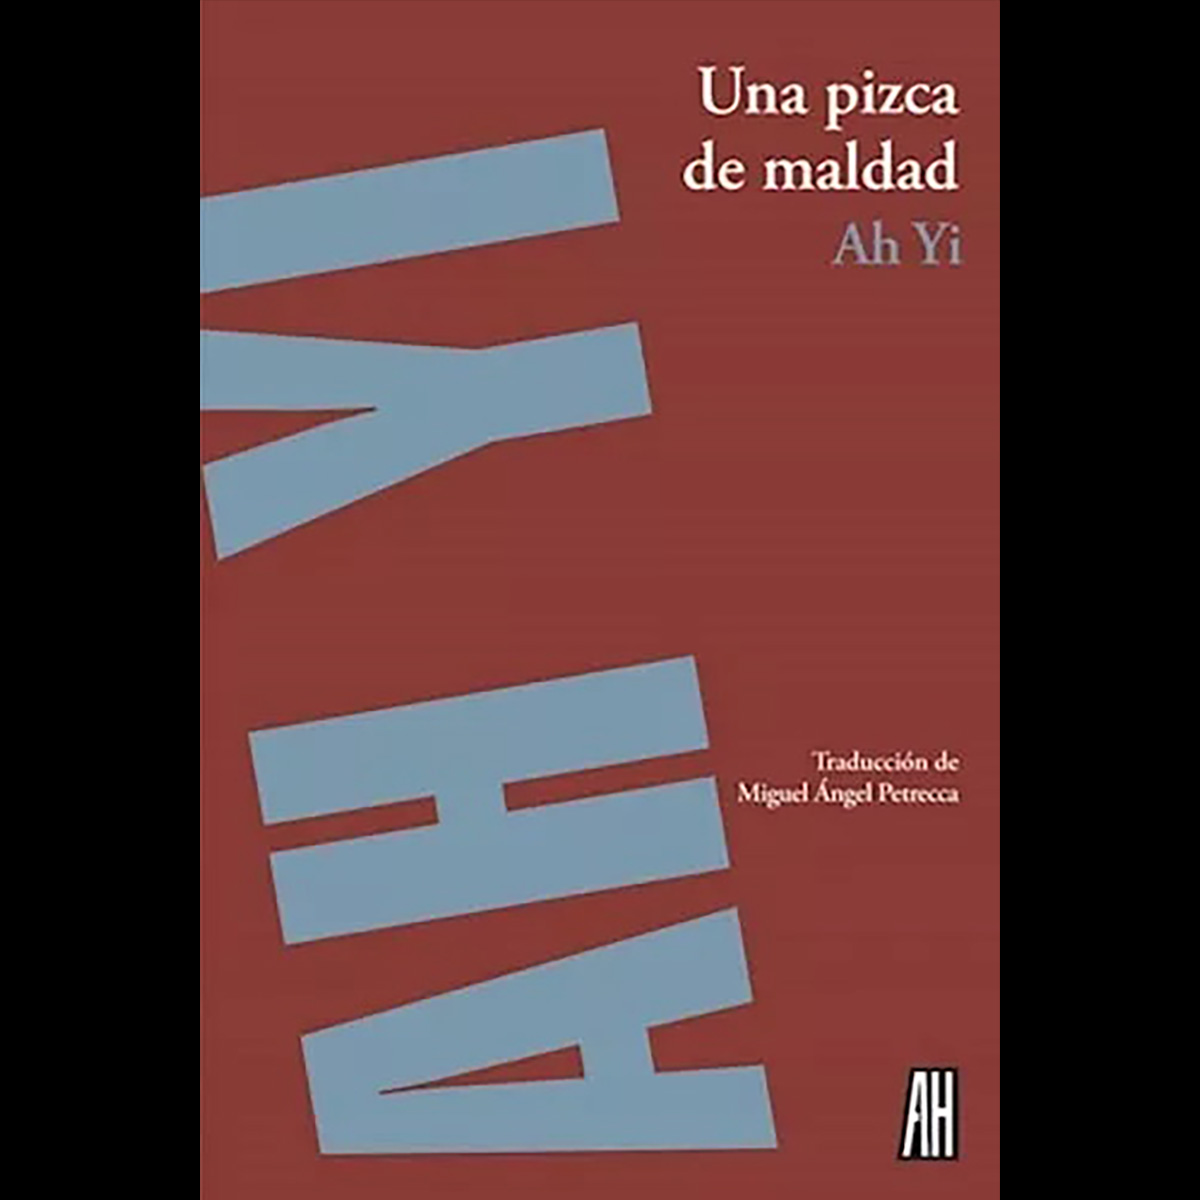 Una pizca
de maldad
Ah Yi
AH YI
Traducción de
Miguel Ángel Petrecca
AH